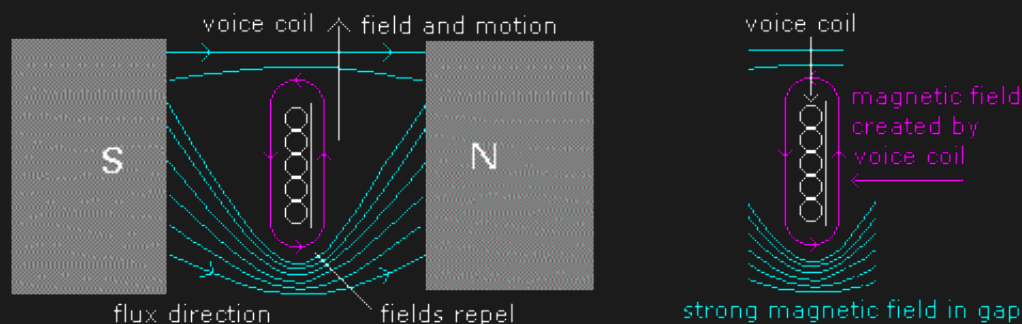 voice coil
field and motion
S
N
flux direction
fields repel
voice coil
magnetic field
created by
voice coil
strong magnetic field in gap